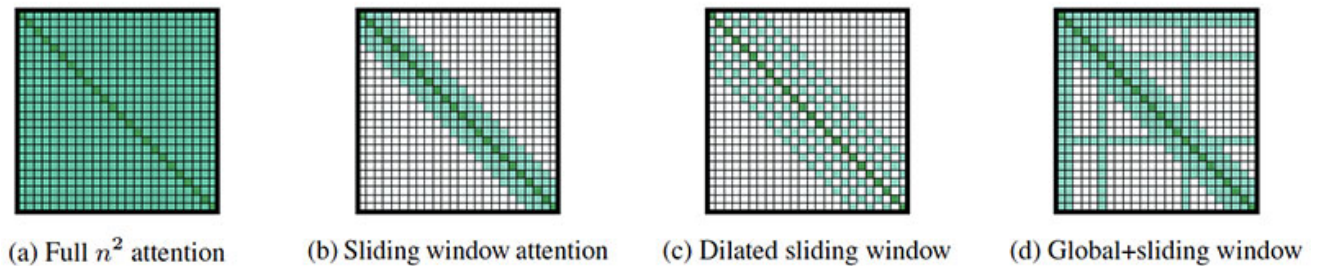 (a) Full n² attention
(b) Sliding window attention
(c) Dilated sliding window
(d) Global+sliding window